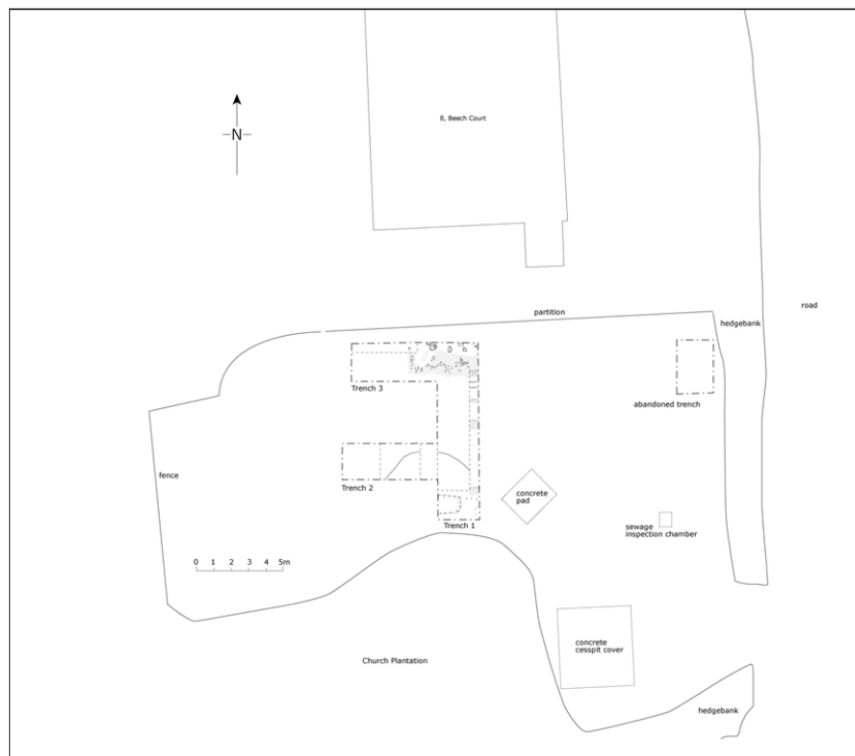 8, Beech Court
N
road
partition
hedgebank
Trench 3
abandoned trench
fence
Trench 2
concrete
pad
Trench 1
sewage
inspection chamber
0 1 2 3 4 5m
concrete
cesspit cover
Church Plantation
hedgebank